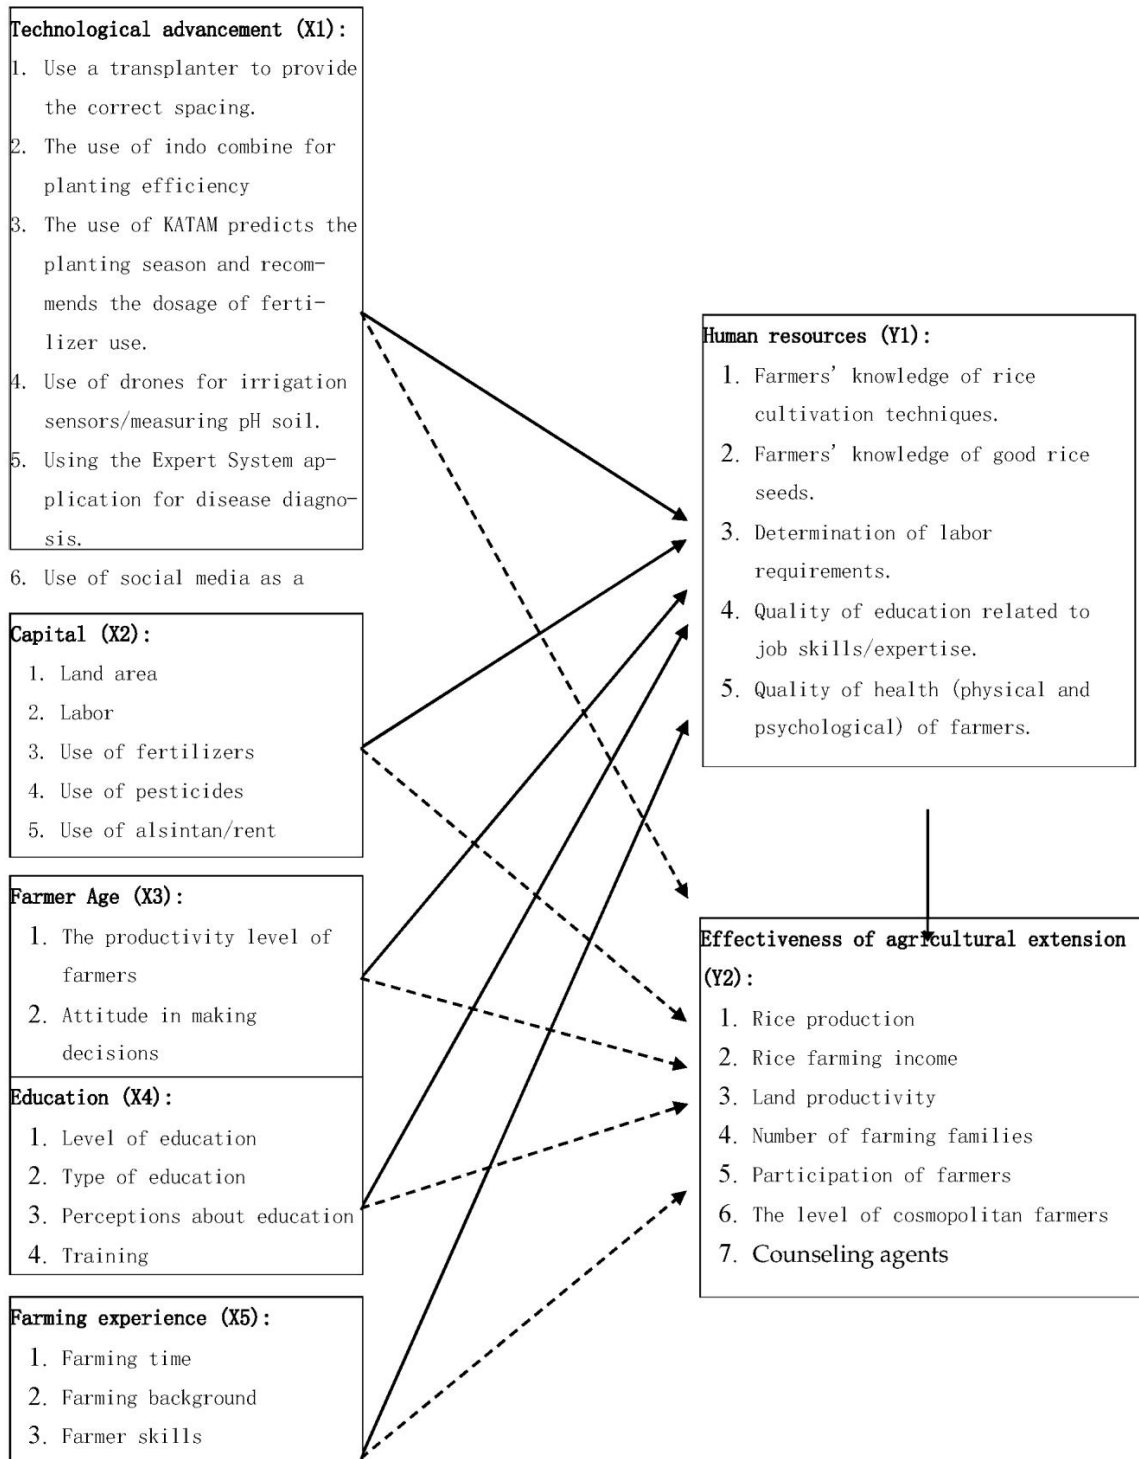 Technological advancement (X1):
1. Use a transplanter to provide
the correct spacing.
2. The use of indo combine for
planting efficiency
3. The use of KATAM predicts the
planting season and recom-
mends the dosage of ferti-
lizer use.
4. Use of drones for irrigation
sensors/measuring pH soil.
5. Using the Expert System ap-
plication for disease diagno-
sis.
6. Use of social media as a
Capital (X2):
1. Land area
2. Labor
3. Use of fertilizers
4. Use of pesticides
5. Use of alsintan/rent
Farmer Age (X3):
1. The productivity level of
farmers
2. Attitude in making
decisions
Education (X4):
1. Level of education
2. Type of education
3. Perceptions about education
4. Training
Farming experience (X5):
1. Farming time
2. Farming background
3. Farmer skills
Human resources (Y1):
1. Farmers’ knowledge of rice
cultivation techniques.
2. Farmers’ knowledge of good rice
seeds.
3. Determination of labor
requirements.
4. Quality of education related to
job skills/expertise.
5. Quality of health (physical and
psychological) of farmers.
Effectiveness of agricultural extension
(Y2):
1. Rice production
2. Rice farming income
3. Land productivity
4. Number of farming families
5. Participation of farmers
6. The level of cosmopolitan farmers
7. Counseling agents